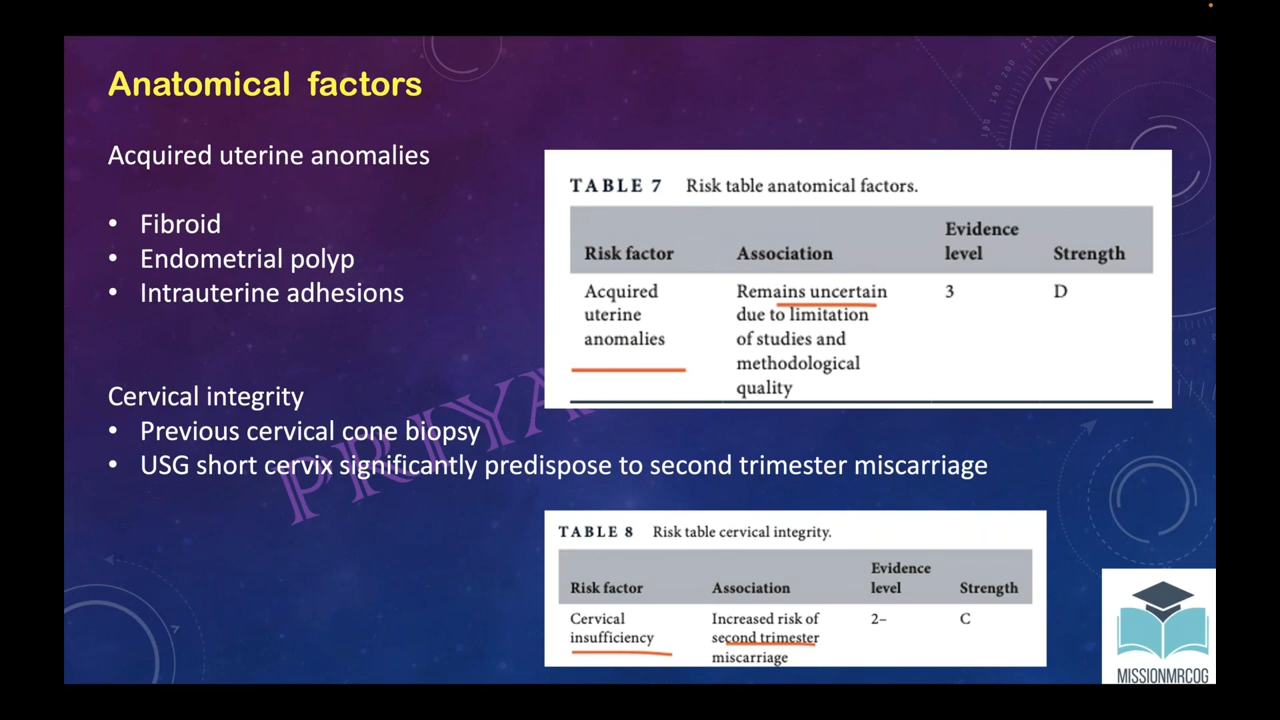 Anatomical factors
Acquired uterine anomalies
• Fibroid
• Endometrial polyp
• Intrauterine adhesions
Cervical integrity
• Previous cervical cone biopsy
• USG short cervix significantly predispose to second trimester miscarriage
TABLE 7 Risk table anatomical factors.
Risk factor Association Evidence level Strength
Acquired Remains uncertain 3 D
uterine due to limitation
anomalies of studies and
methodological
quality
TABLE 8 Risk table cervical integrity.
Risk factor Association Evidence level Strength
Cervical Increased risk of 2– C
insufficiency second trimester
miscarriage
MISSIONMRCOG